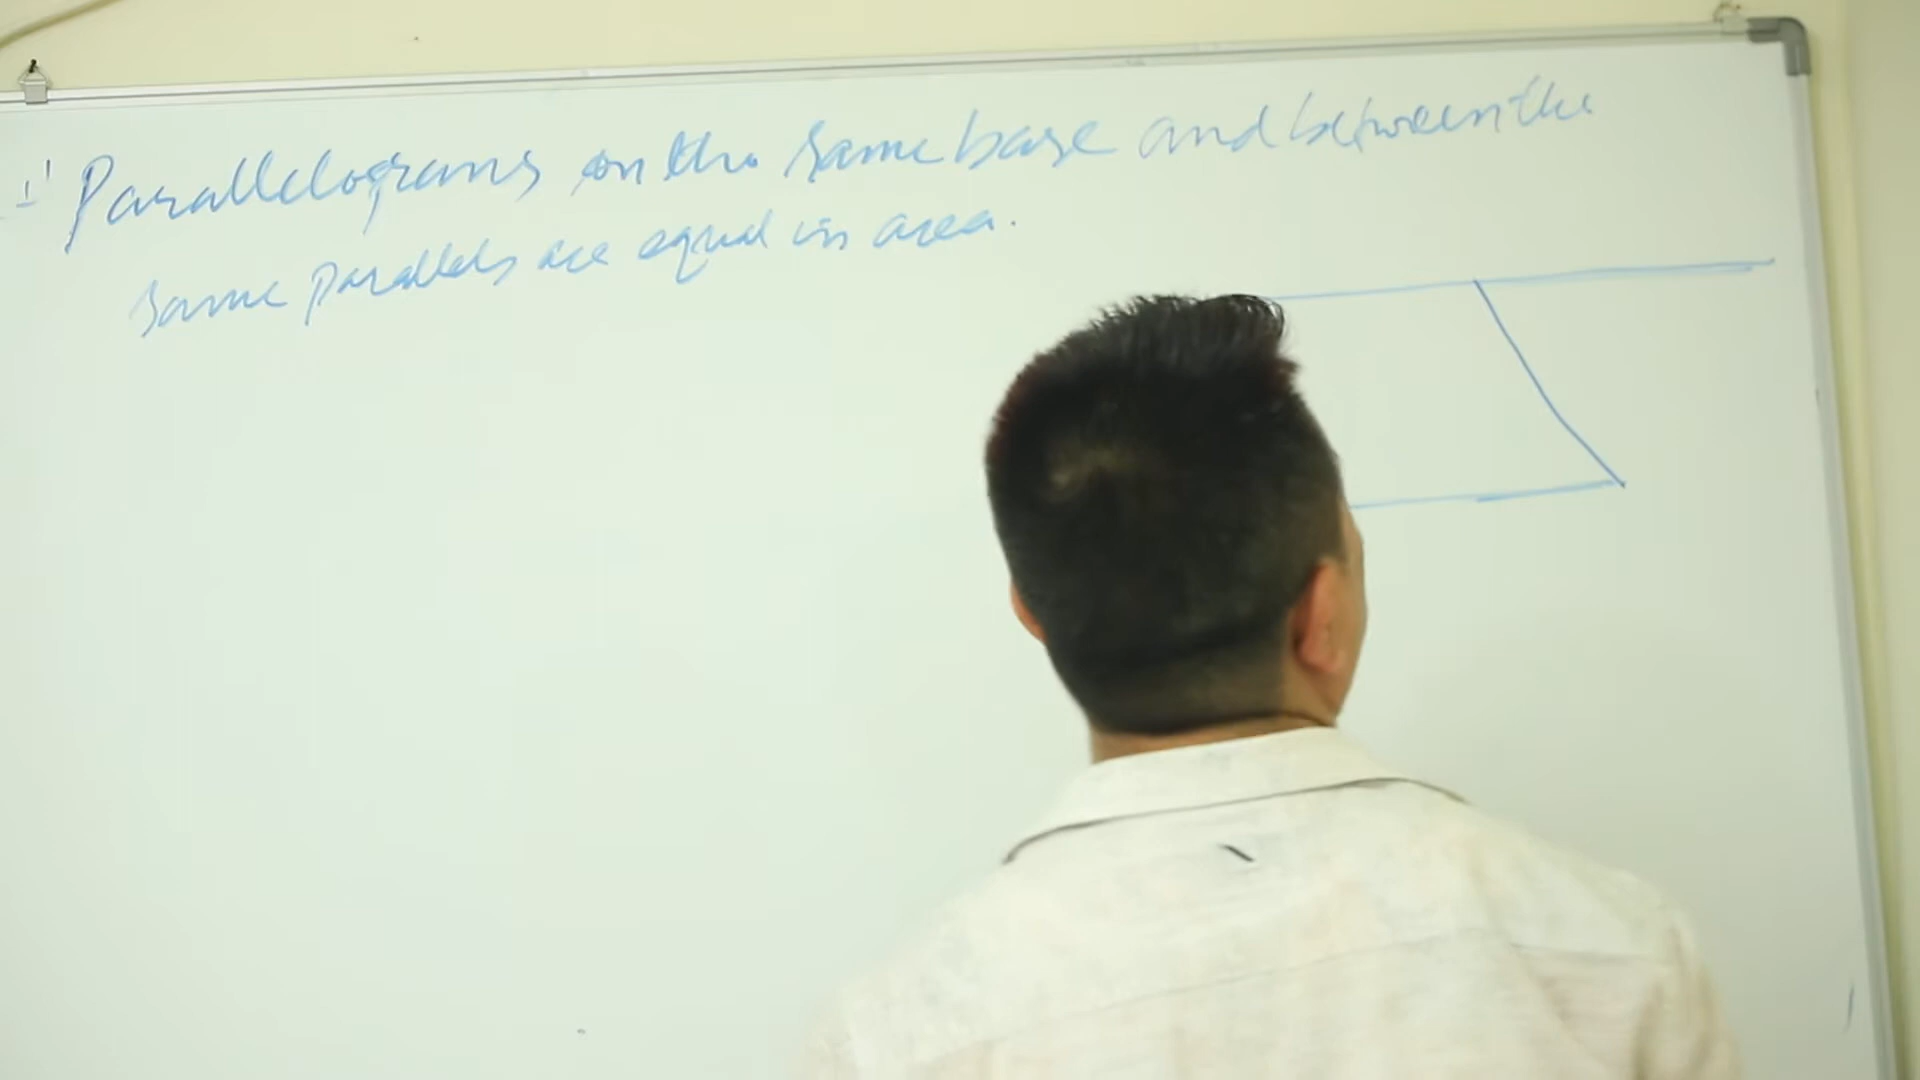 Parallelograms on the same base and between the
same parallels are equal in area.